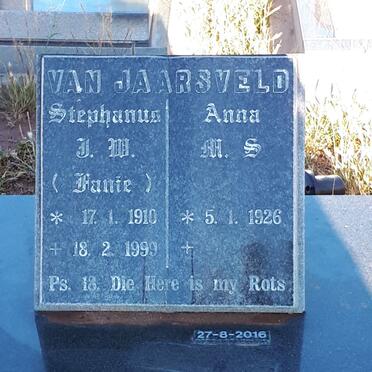 VAN JAARSVELD
Stephanus Anna
J. W. M. S
( Fanie )
* 17. 1. 1910 * 5. 1. 1926
+ 18. 2. 1999 +
Ps. 18. Die Here is my Rots
27-8-2016